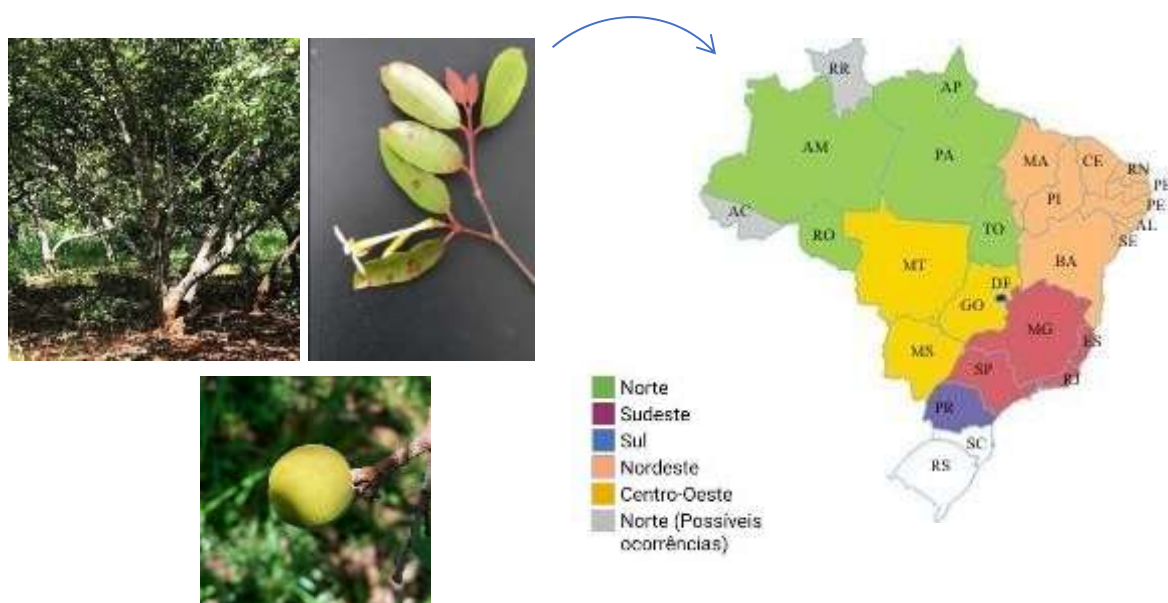 RR
AP
AM
PA
MA
CE
RN
PI
PE
AL
SE
AC
RO
TO
BA
MT
DF
GO
MG
ES
MS
SP
RJ
PR
SC
RS
Norte
Sudeste
Sul
Nordeste
Centro-Oeste
Norte (Possíveis
ocorrências)